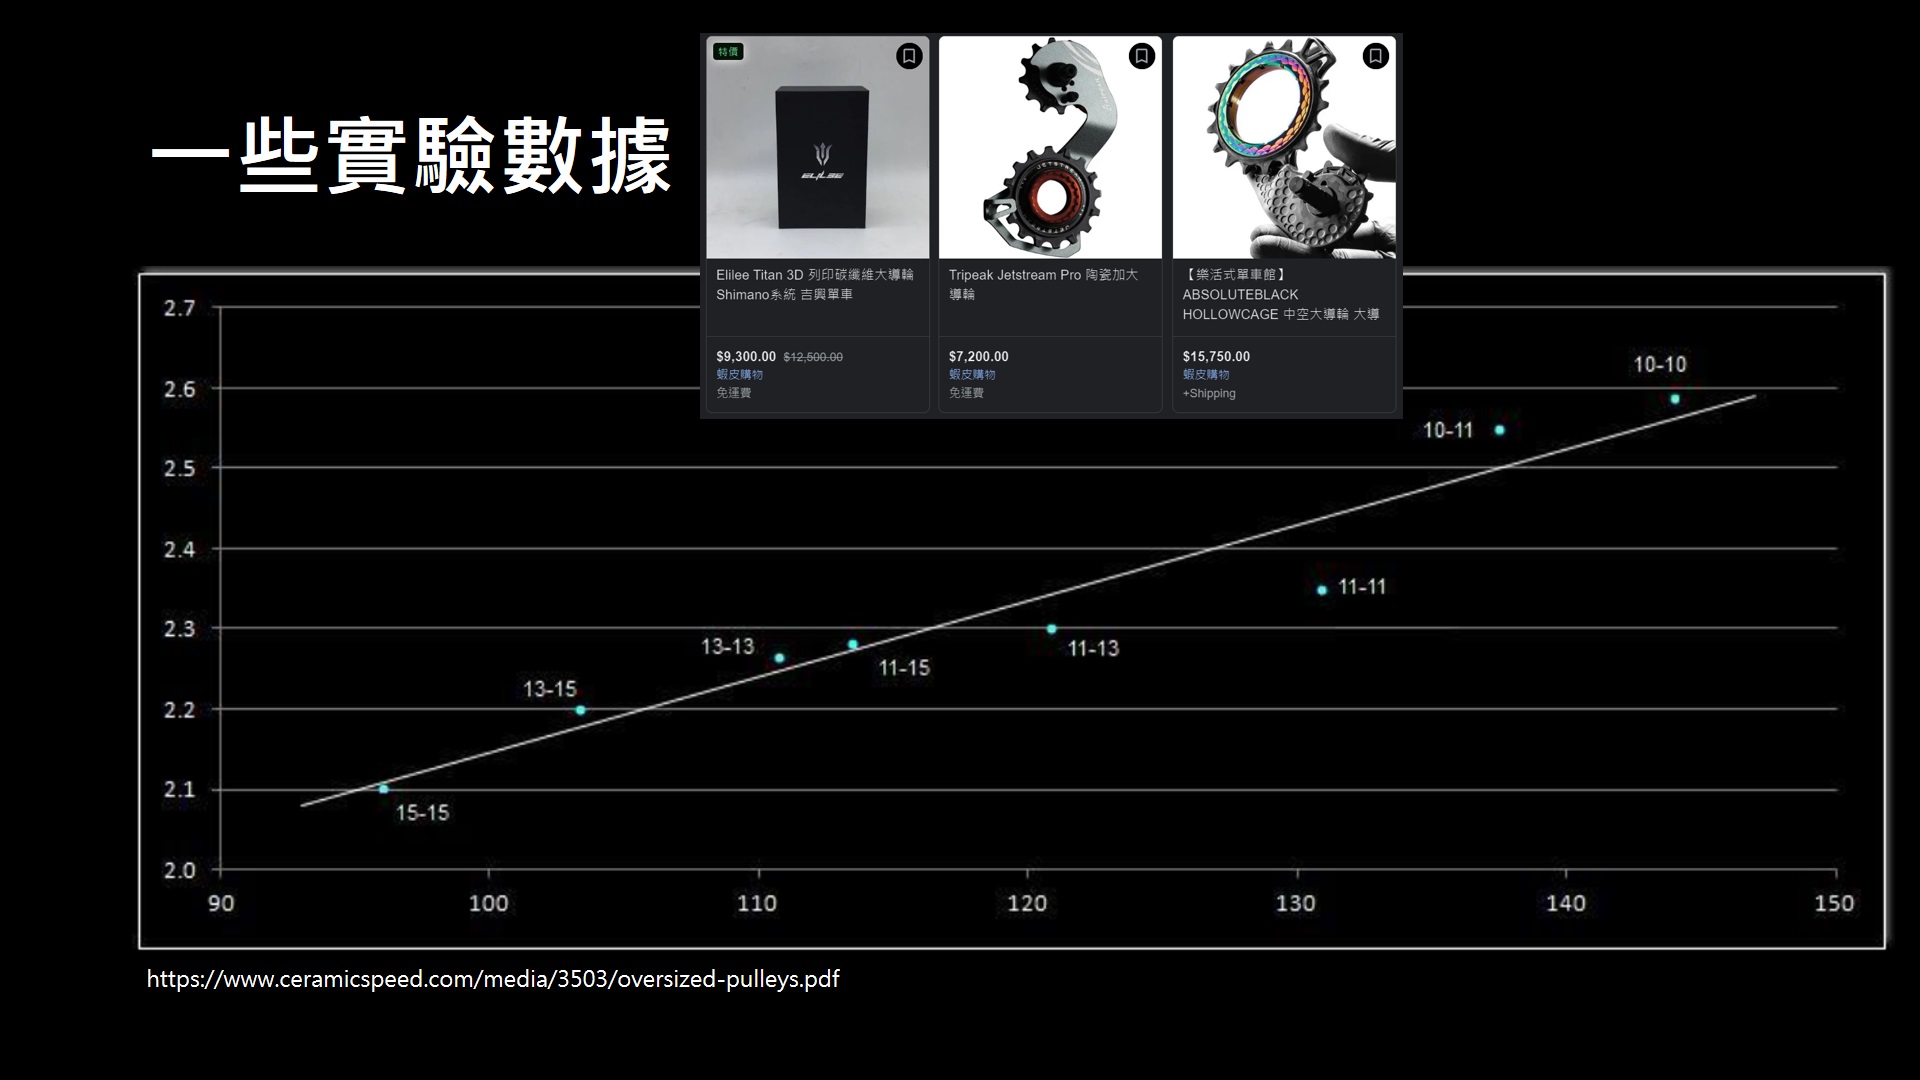 一些實驗數據
特價
ELILEE
Elilee Titan 3D 列印碳纖維大導輪
Shimano系統 吉興單車
$9,300.00 $12,500.00
蝦皮購物
免運費
JETSTREAM
Tripeak Jetstream Pro 陶瓷加大
導輪
$7,200.00
蝦皮購物
免運費
【樂活式單車館】
ABSOLUTEBLACK
HOLLOWCAGE 中空大導輪 大導
$15,750.00
蝦皮購物
+Shipping
2.7
2.6
2.5
2.4
2.3
2.2
2.1
2.0
10-10
10-11
11-11
13-13
11-15
11-13
13-15
15-15
90 100 110 120 130 140 150
https://www.ceramicspeed.com/media/3503/oversized-pulleys.pdf